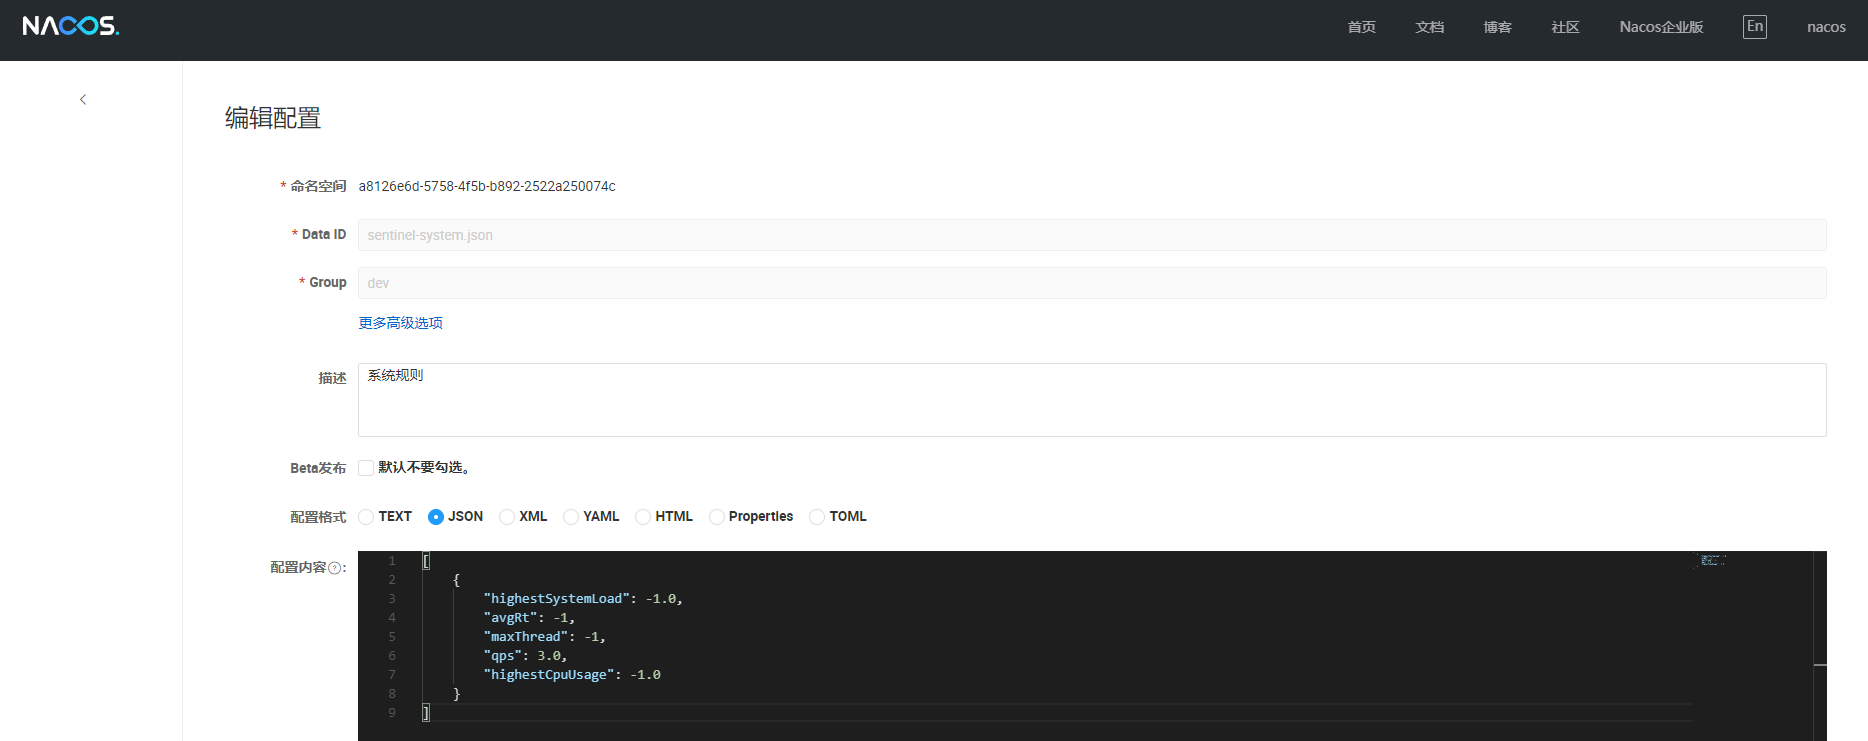 NACOS. 首页 文档 博客 社区 Nacos企业版 En nacos
编辑配置
* 命名空间 a8126e6d-5758-4f5b-b892-2522a250074c
* Data ID sentinel-system.json
* Group dev
更多高级选项
描述 系统规则
Beta发布 默认不要勾选。
配置格式 TEXT JSON XML YAML HTML Properties TOML
配置内容?: 1 [
2 {
3 "highestSystemLoad": -1.0,
4 "avgRt": -1,
5 "maxThread": -1,
6 "qps": 3.0,
7 "highestCpuUsage": -1.0
8 }
9 ]